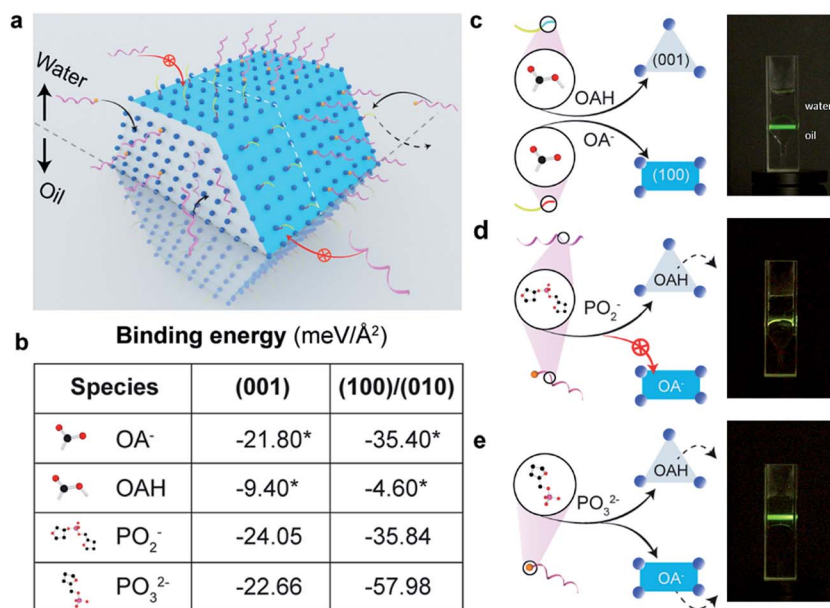 a
Water
Oil
b
Binding energy (meV/Å²)
Species (001) (100)/(010)
OA⁻ -21.80* -35.40*
OAH -9.40* -4.60*
PO₂⁻ -24.05 -35.84
PO₃²⁻ -22.66 -57.98
c
(001)
OAH
OA⁻
(100)
water
oil
d
OAH
PO₂⁻
OA⁻
e
OAH
PO₃²⁻
OA⁻